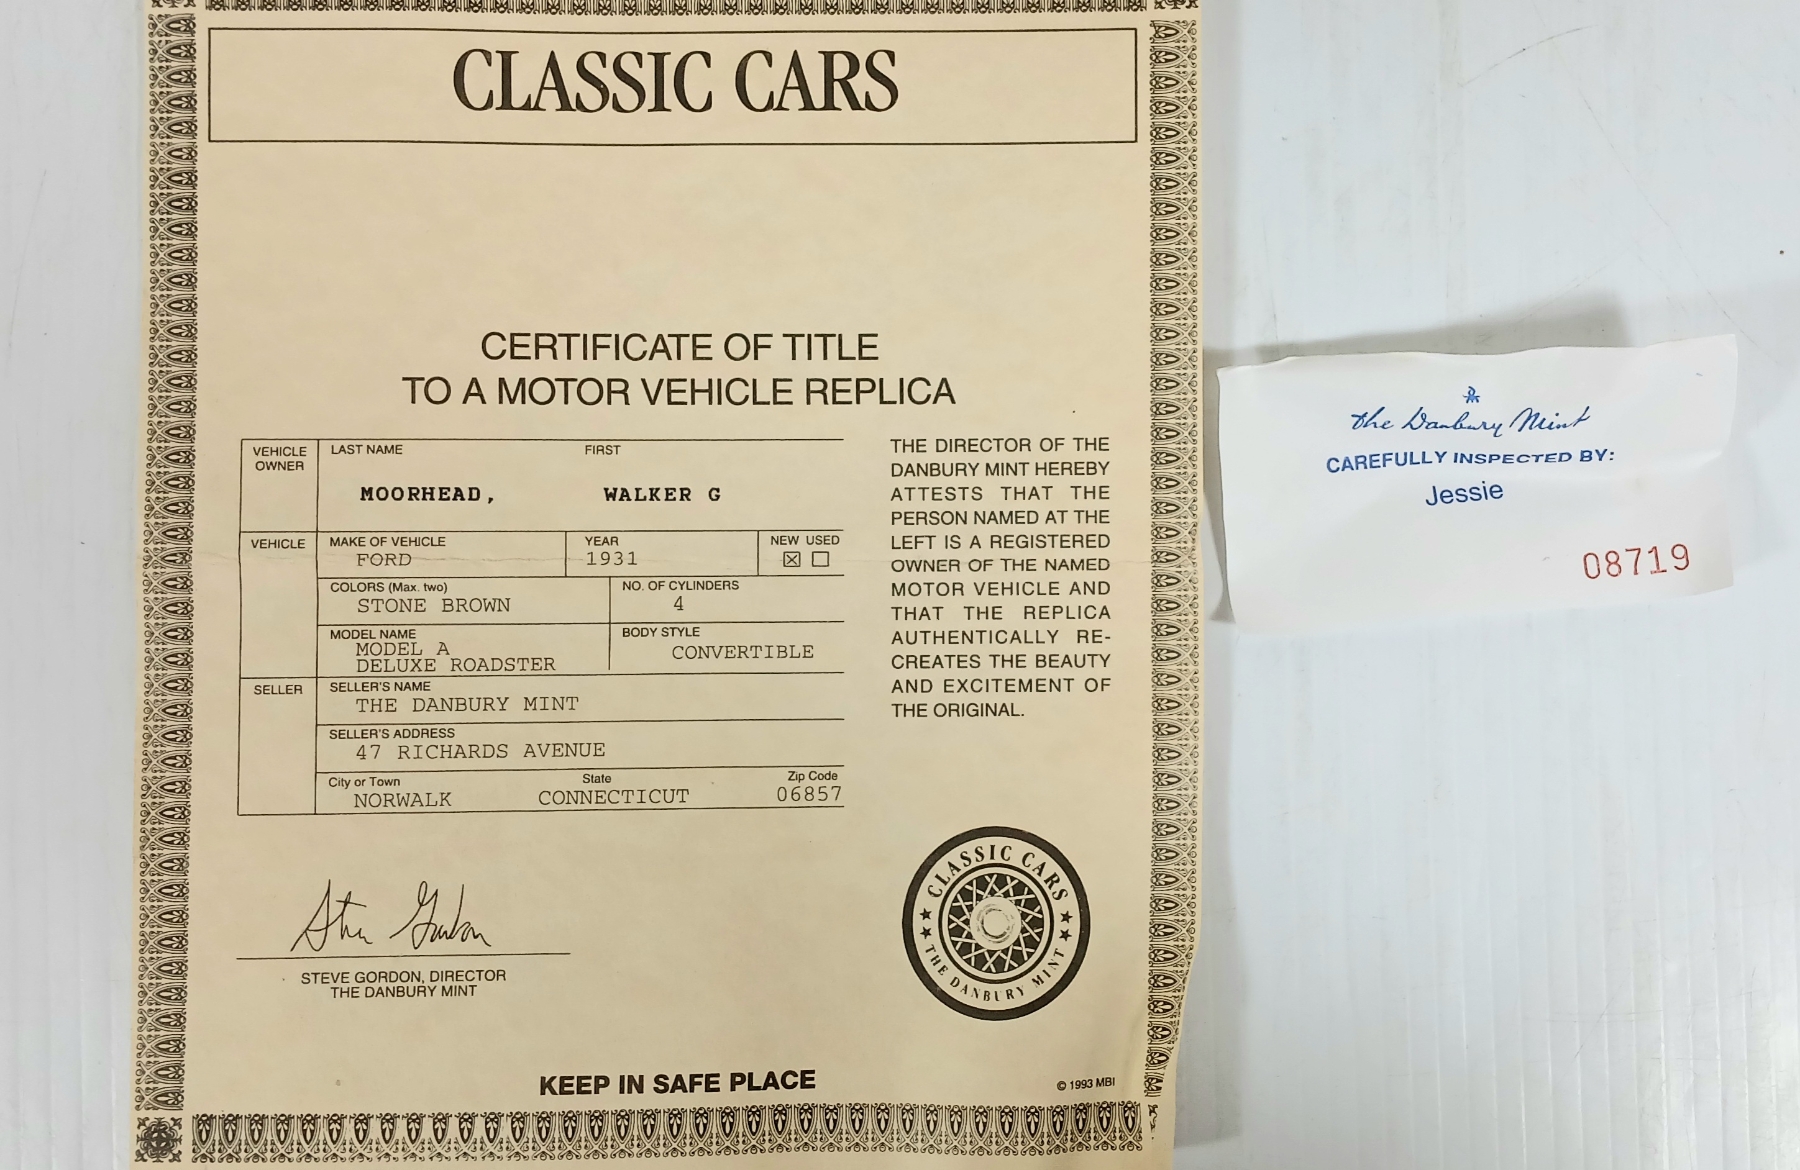 CLASSIC CARS
CERTIFICATE OF TITLE
TO A MOTOR VEHICLE REPLICA
VEHICLE OWNER
LAST NAME FIRST
MOORHEAD, WALKER G
VEHICLE
MAKE OF VEHICLE YEAR NEW USED
FORD 1931 ☒ ☐
COLORS (Max. two) NO. OF CYLINDERS
STONE BROWN 4
MODEL NAME BODY STYLE
MODEL A CONVERTIBLE
DELUXE ROADSTER
SELLER
SELLER'S NAME
THE DANBURY MINT
SELLER'S ADDRESS
47 RICHARDS AVENUE
City or Town State Zip Code
NORWALK CONNECTICUT 06857
THE DIRECTOR OF THE
DANBURY MINT HEREBY
ATTESTS THAT THE
PERSON NAMED AT THE
LEFT IS A REGISTERED
OWNER OF THE NAMED
MOTOR VEHICLE AND
THAT THE REPLICA
AUTHENTICALLY RE-
CREATES THE BEAUTY
AND EXCITEMENT OF
THE ORIGINAL.
Steve Gordon
STEVE GORDON, DIRECTOR
THE DANBURY MINT
CLASSIC CARS
THE DANBURY MINT
KEEP IN SAFE PLACE
© 1993 MBI
the Danbury Mint
CAREFULLY INSPECTED BY:
Jessie
08719